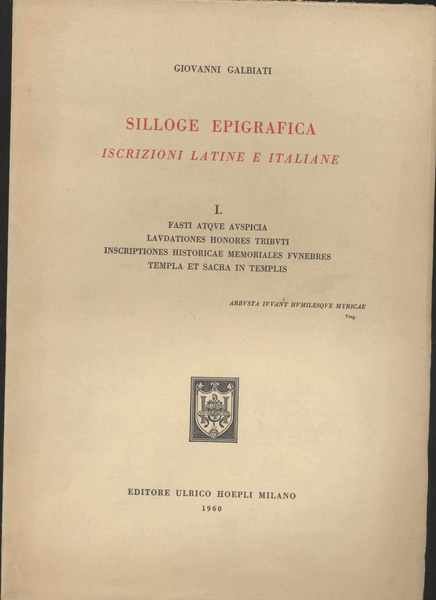 GIOVANNI GALBIATI
SILLOGE EPIGRAFICA
ISCRIZIONI LATINE E ITALIANE
I.
FASTI ATQVE AVSPICIA
LAVDATIONES HONORES TRIBVTI
INSCRIPTIONES HISTORICAE MEMORIALES FVNEBRES
TEMPLA ET SACRA IN TEMPLIS
ARBVSTA IVVANT HVMILESQVE MYRICAE
Virg.
EDITORE ULRICO HOEPLI MILANO
1960